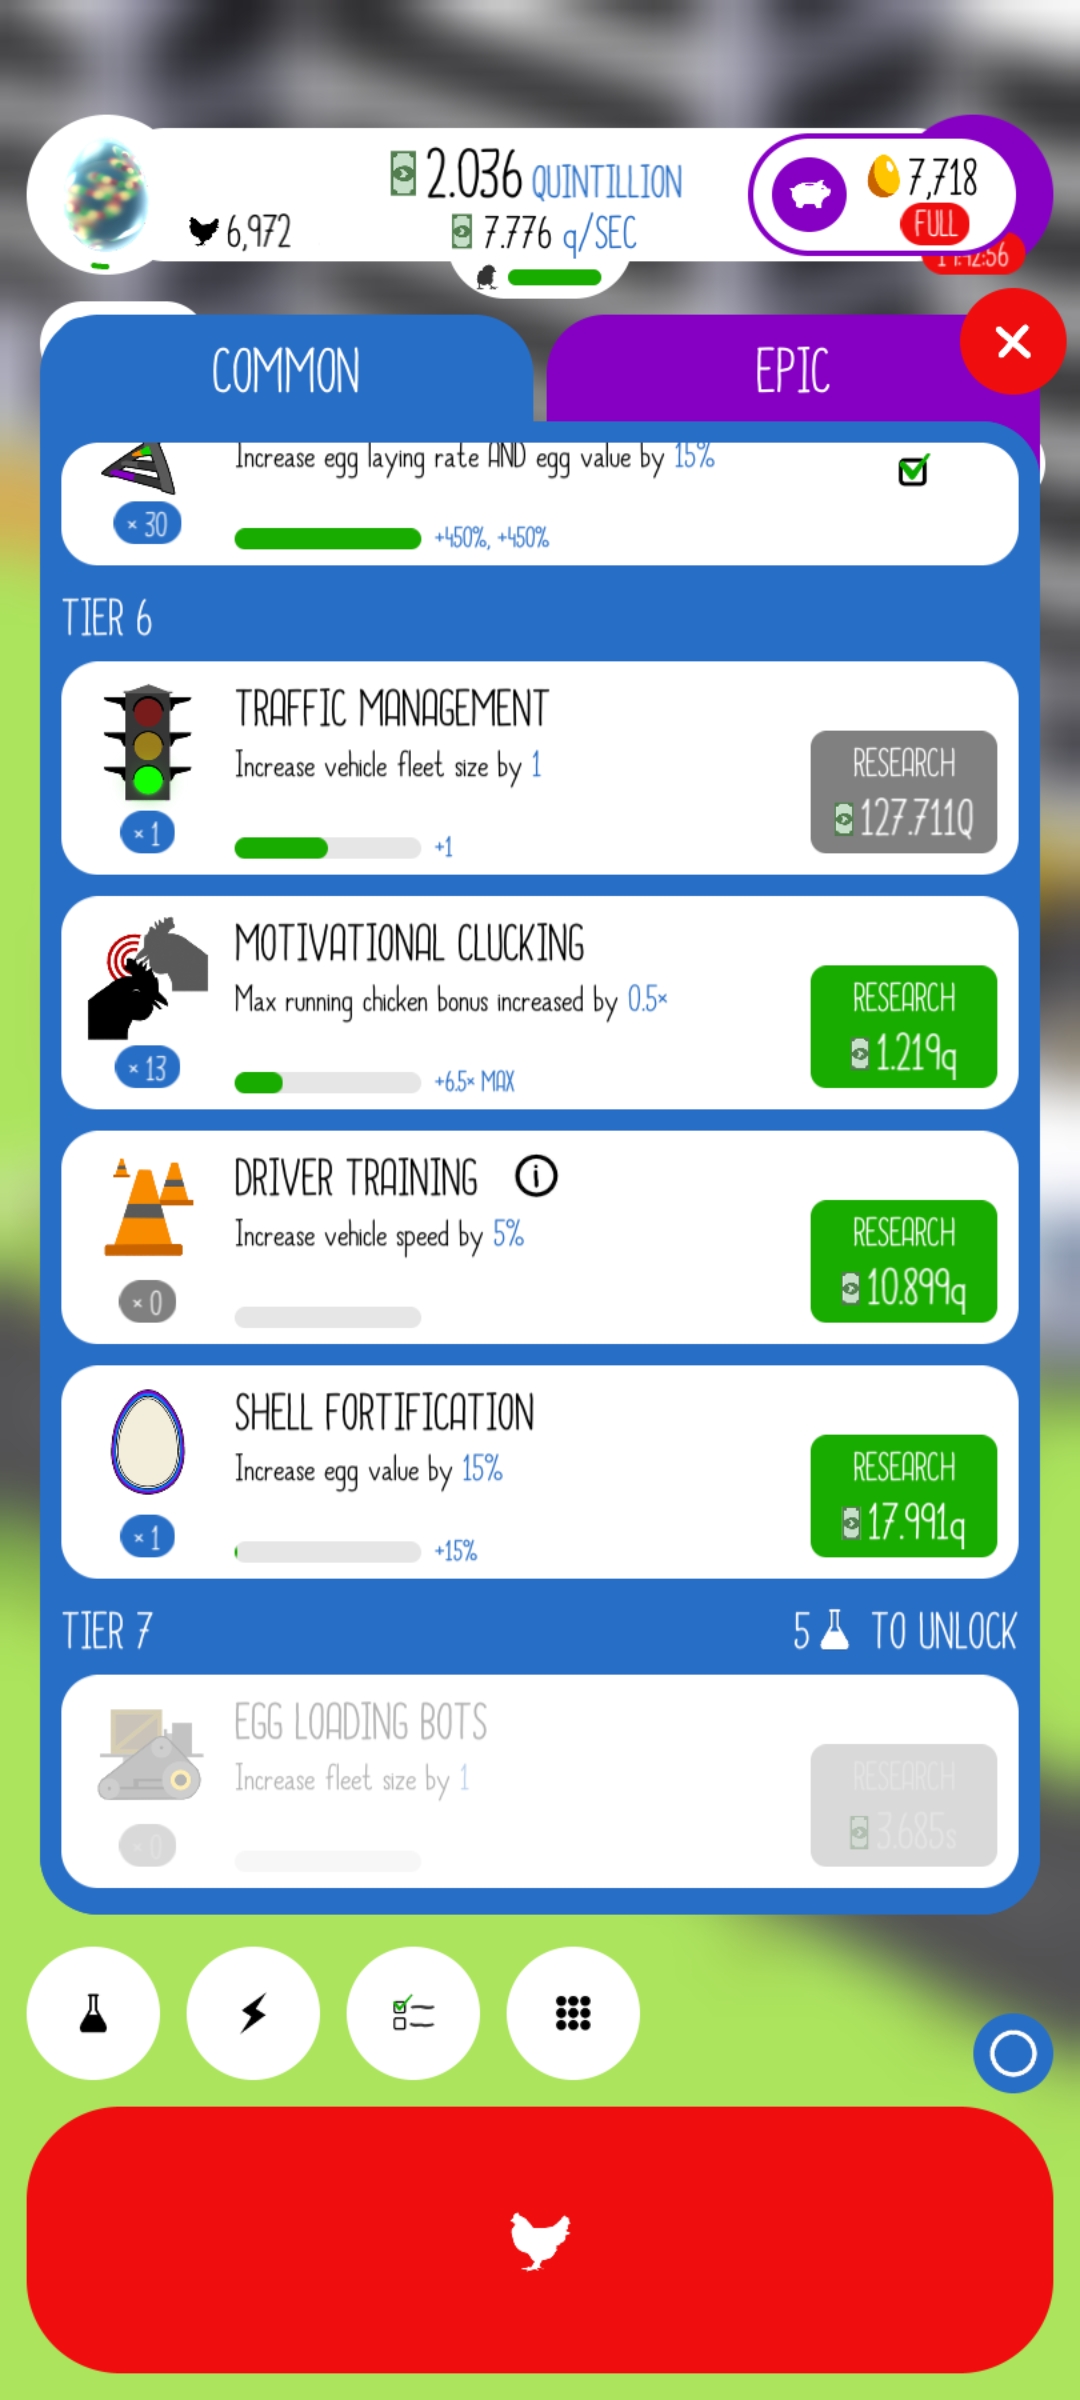 2.036 QUINTILLION
7,718
6,972
7.776 q/SEC
FULL
COMMON
EPIC
Increase egg laying rate AND egg value by 15%
× 30
+450%, +450%
TIER 6
TRAFFIC MANAGEMENT
Increase vehicle fleet size by 1
RESEARCH
127.711Q
× 1
+1
MOTIVATIONAL CLUCKING
Max running chicken bonus increased by 0.5×
RESEARCH
1.219q
× 13
+6.5× MAX
DRIVER TRAINING i
Increase vehicle speed by 5%
RESEARCH
10.899q
× 0
SHELL FORTIFICATION
Increase egg value by 15%
RESEARCH
17.991q
× 1
+15%
TIER 7
5 TO UNLOCK
EGG LOADING BOTS
Increase fleet size by 1
RESEARCH
3.685s
× 0